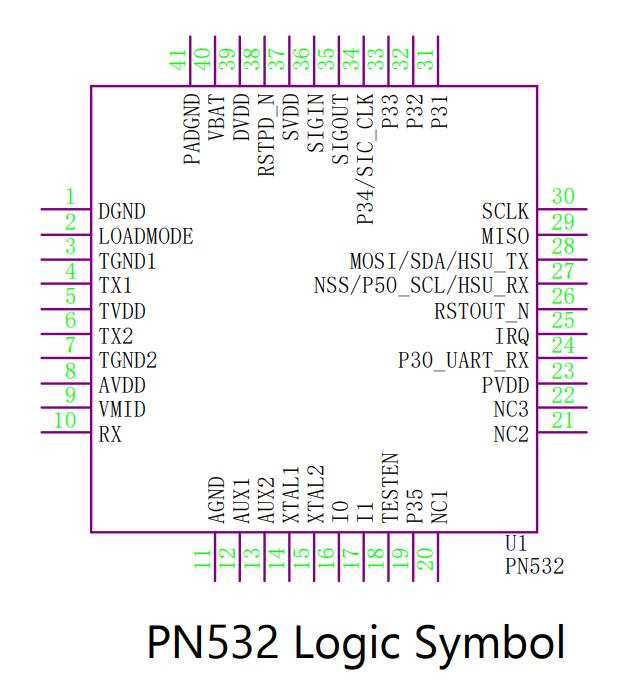 41 40 39 38 37 36 35 34 33 32 31
PADGND
VBAT
DVDD
RSTPD_N
SVDD
SIGIN
SIGOUT
P34/SIC_CLK
P33
P32
P31
1 DGND
2 LOADMODE
3 TGND1
4 TX1
5 TVDD
6 TX2
7 TGND2
8 AVDD
9 VMID
10 RX
SCLK 30
MISO 29
MOSI/SDA/HSU_TX 28
NSS/P50_SCL/HSU_RX 27
RSTOUT_N 26
IRQ 25
P30_UART_RX 24
PVDD 23
NC3 22
NC2 21
AGND
AUX1
AUX2
XTAL1
XTAL2
I0
I1
TESTEN
P35
NC1
11 12 13 14 15 16 17 18 19 20
U1
PN532
PN532 Logic Symbol